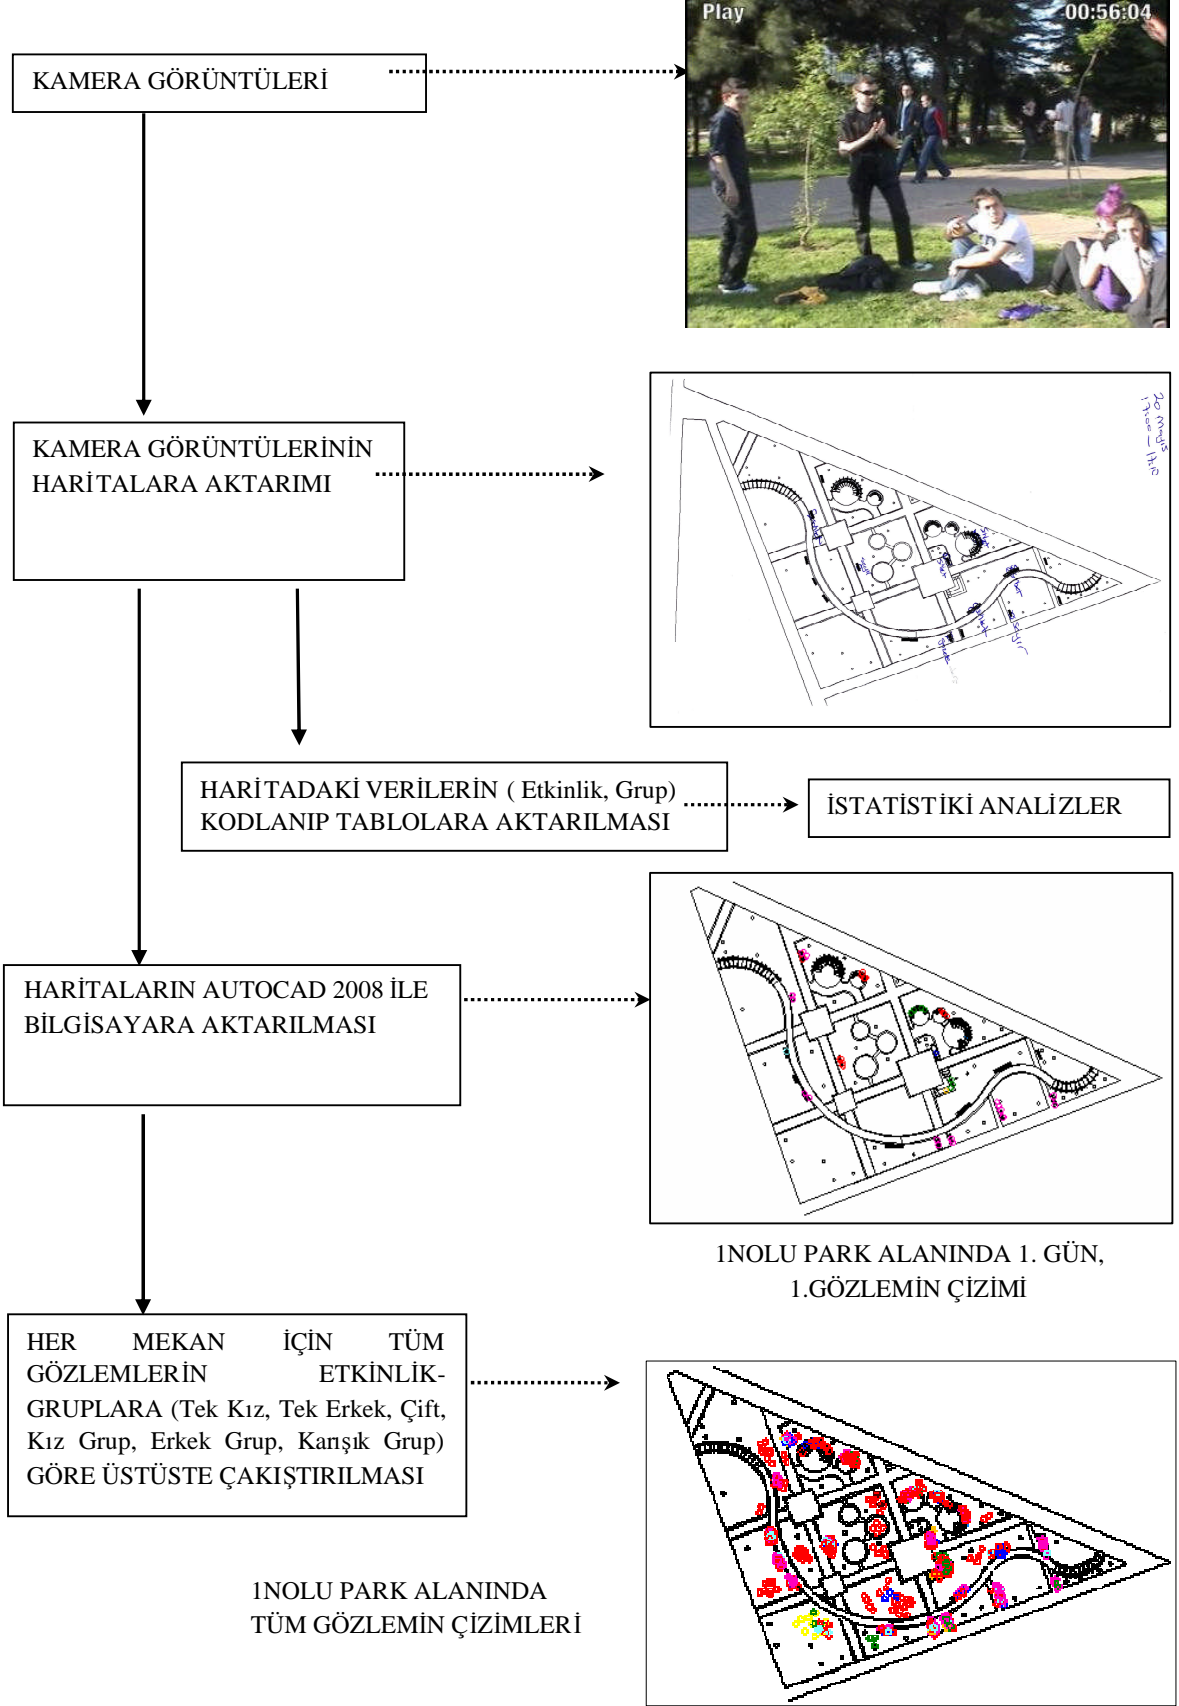 Play 00:56:04
KAMERA GÖRÜNTÜLERİ
KAMERA GÖRÜNTÜLERİNİN
HARİTALARA AKTARIMI
20 Mayıs
HARİTADAKİ VERİLERİN ( Etkinlik, Grup)
KODLANIP TABLOLARA AKTARILMASI
İSTATİSTİKİ ANALİZLER
HARİTALARIN AUTOCAD 2008 İLE
BİLGİSAYARA AKTARILMASI
1NOLU PARK ALANINDA 1. GÜN,
1.GÖZLEMİN ÇİZİMİ
HER MEKAN İÇİN TÜM
GÖZLEMLERİN ETKİNLİK-
GRUPLARA (Tek Kız, Tek Erkek, Çift,
Kız Grup, Erkek Grup, Karışık Grup)
GÖRE ÜSTÜSTE ÇAKIŞTIRILMASI
1NOLU PARK ALANINDA
TÜM GÖZLEMİN ÇİZİMLERİ